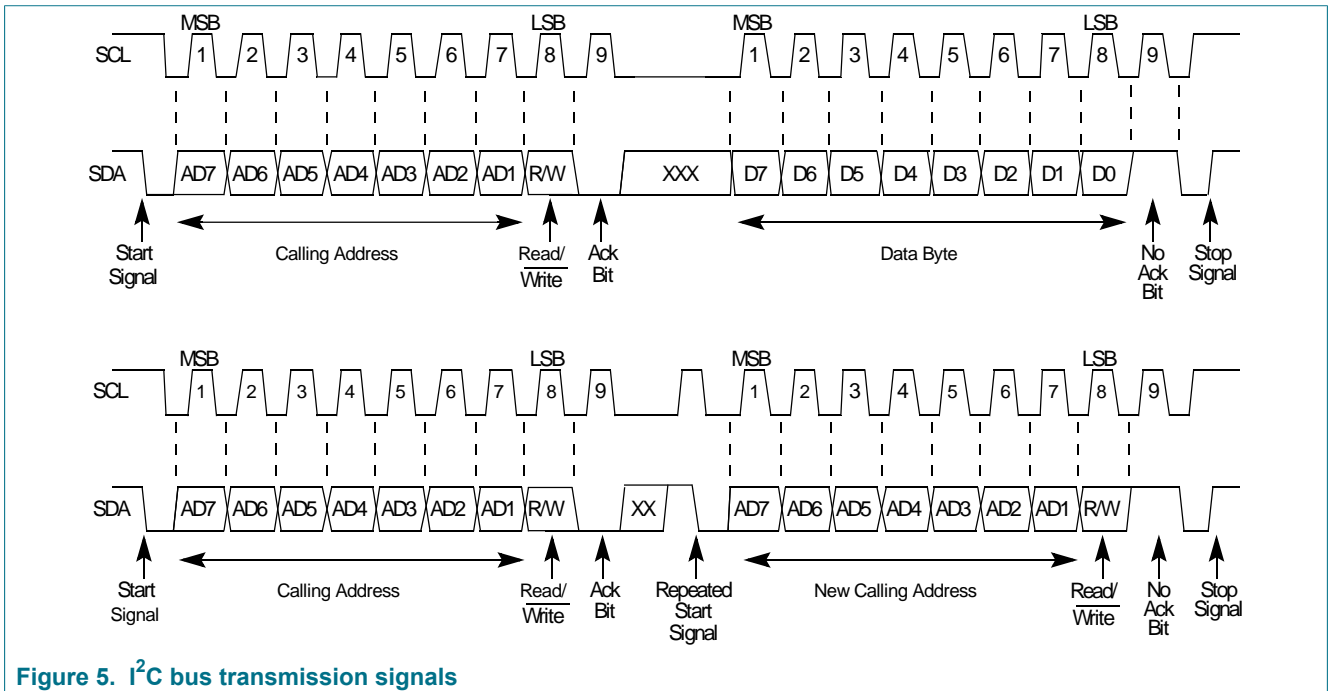 MSB LSB MSB LSB
SCL 1 2 3 4 5 6 7 8 9 1 2 3 4 5 6 7 8 9
SDA AD7 AD6 AD5 AD4 AD3 AD2 AD1 R/W XXX D7 D6 D5 D4 D3 D2 D1 D0
Start Signal
Calling Address
Read/Write
Ack Bit
Data Byte
No Ack Bit
Stop Signal
MSB LSB MSB LSB
SCL 1 2 3 4 5 6 7 8 9 1 2 3 4 5 6 7 8 9
SDA AD7 AD6 AD5 AD4 AD3 AD2 AD1 R/W XX AD7 AD6 AD5 AD4 AD3 AD2 AD1 R/W
Start Signal
Calling Address
Read/Write
Ack Bit
Repeated Start Signal
New Calling Address
Read/Write
No Ack Bit
Stop Signal
Figure 5. I²C bus transmission signals